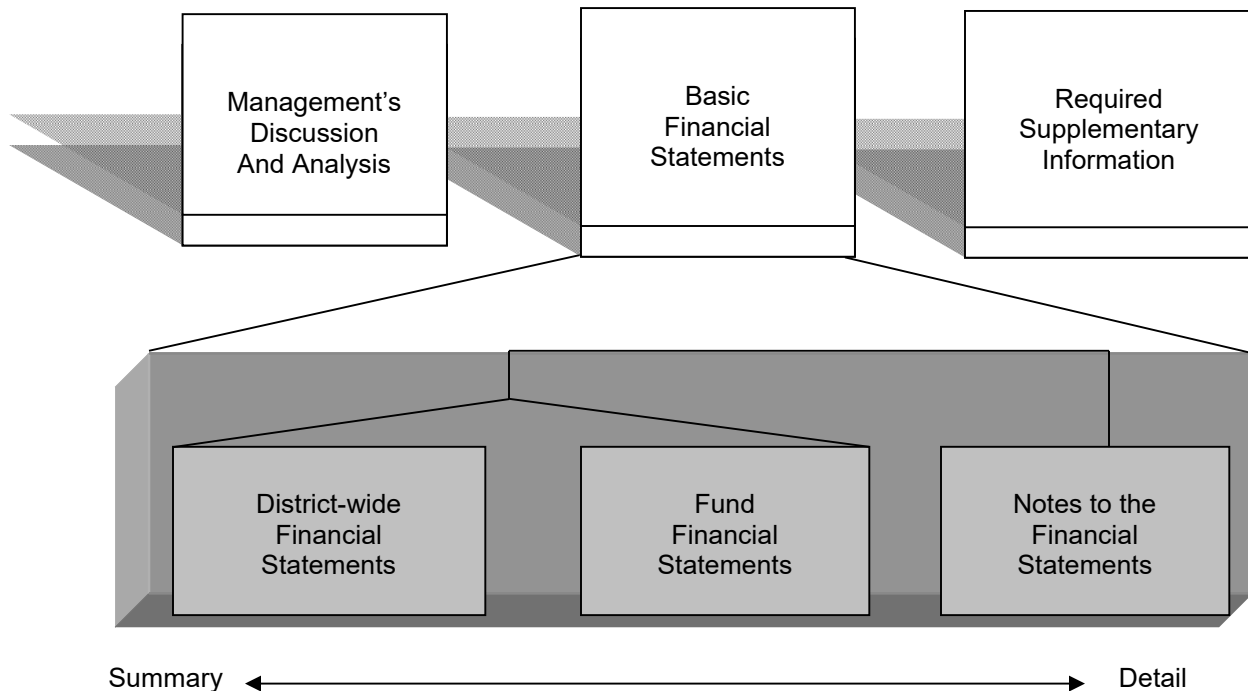 Management’s
Discussion
And Analysis
Basic
Financial
Statements
Required
Supplementary
Information
District-wide
Financial
Statements
Fund
Financial
Statements
Notes to the
Financial
Statements
Summary
Detail